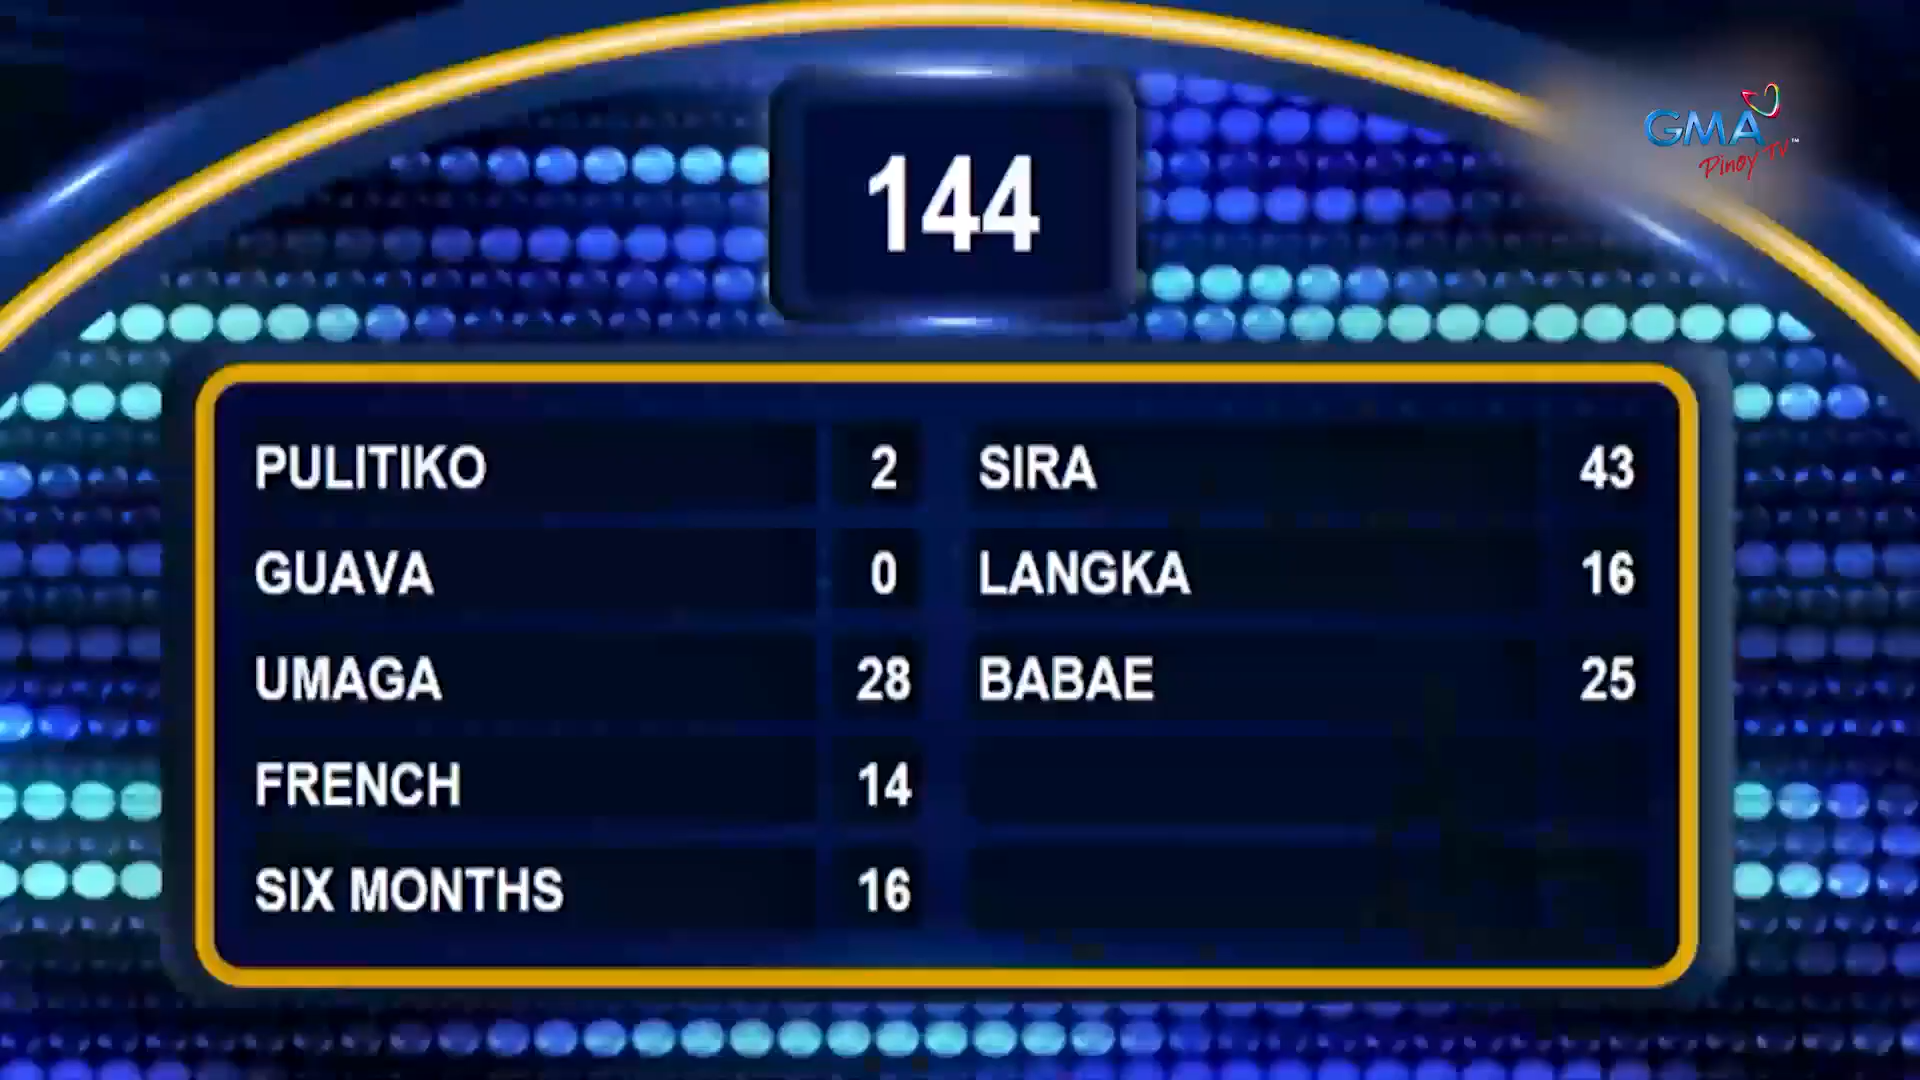 GMA
Pinoy TV™
144
PULITIKO 2 SIRA 43
GUAVA 0 LANGKA 16
UMAGA 28 BABAE 25
FRENCH 14
SIX MONTHS 16